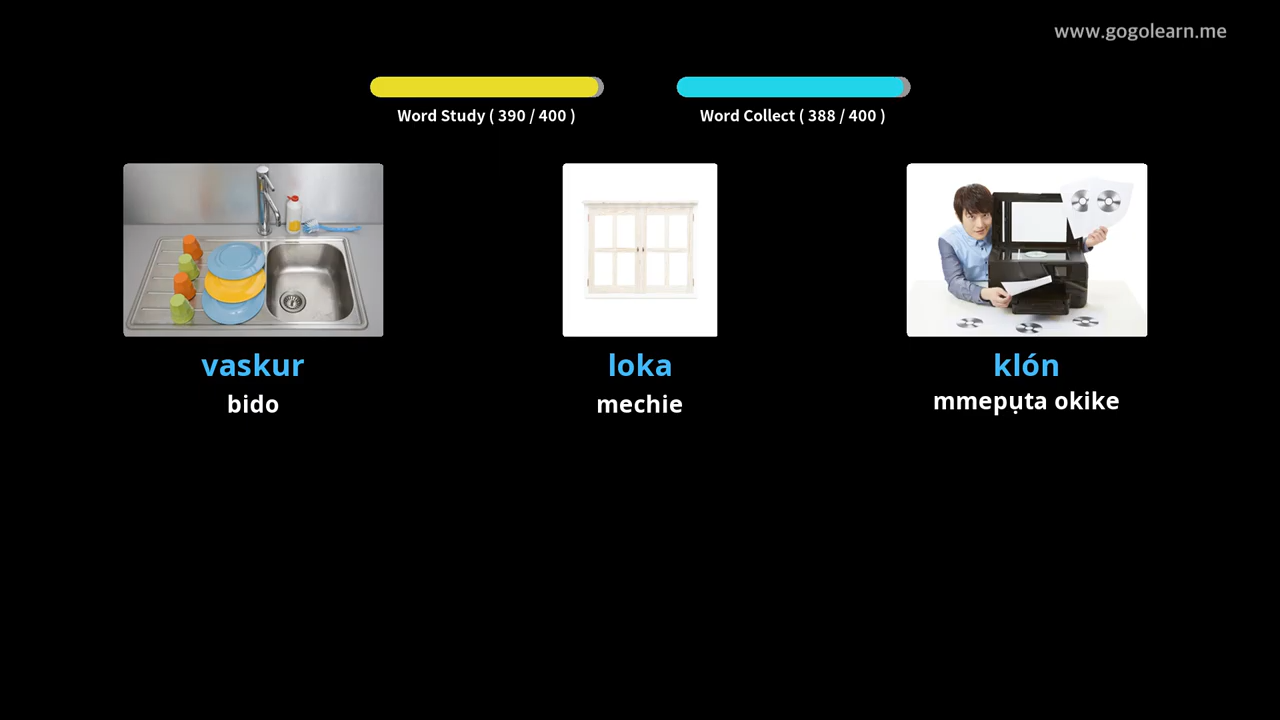 www.gogolearn.me
Word Study ( 390 / 400 )
Word Collect ( 388 / 400 )
vaskur
loka
klón
bido
mechie
mmepụta okike